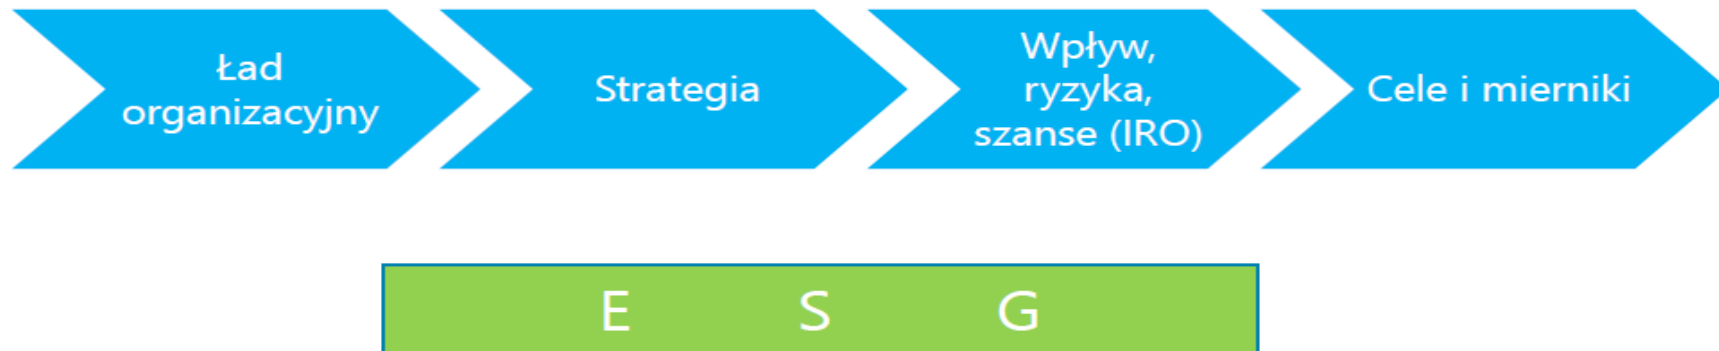 Ład
organizacyjny
Strategia
Wpływ,
ryzyka,
szanse (IRO)
Cele i mierniki
E S G